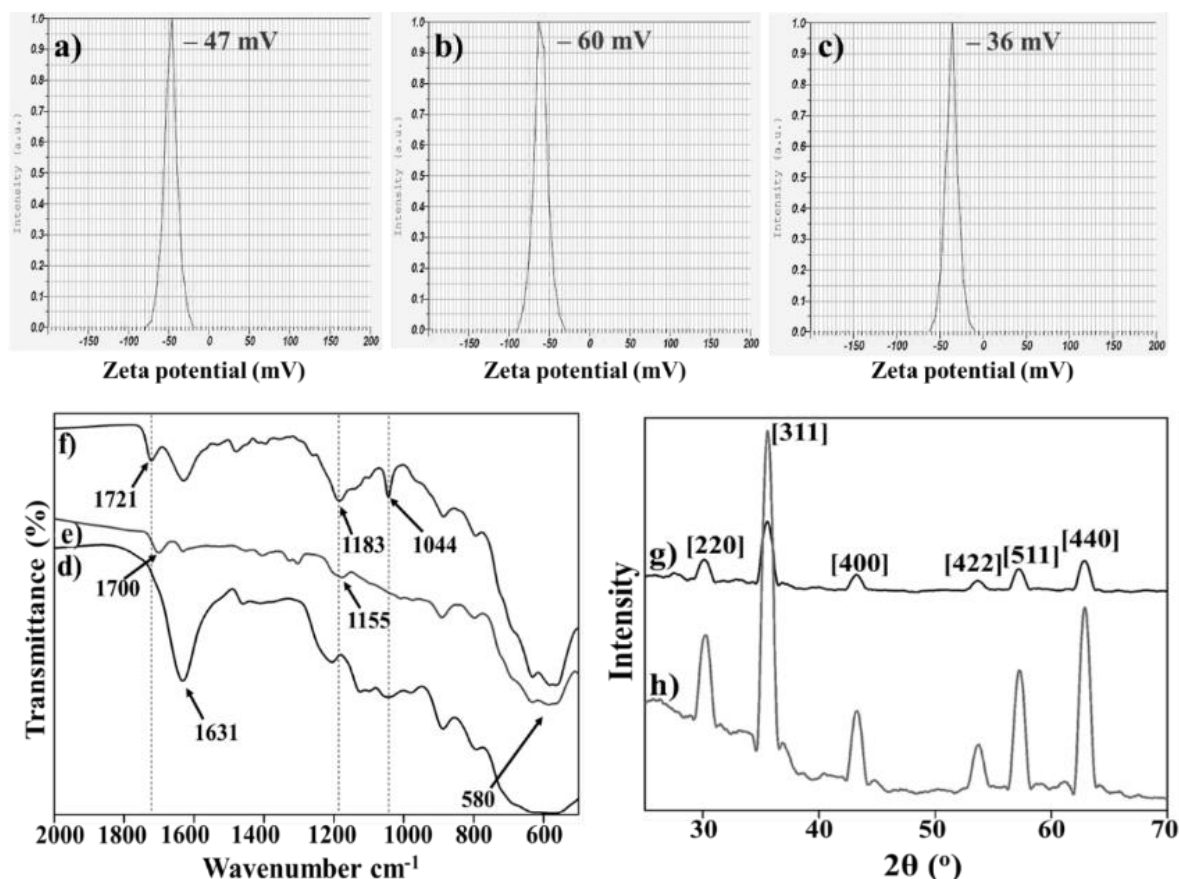 a)
– 47 mV
1.0
0.9
0.8
0.7
0.6
0.5
0.4
0.3
0.2
0.1
0.0
Intensity (a.u.)
-150 -100 -50 0 50 100 150 200
Zeta potential (mV)
b)
– 60 mV
1.0
0.9
0.8
0.7
0.6
0.5
0.4
0.3
0.2
0.1
0.0
Intensity (a.u.)
-150 -100 -50 0 50 100 150 200
Zeta potential (mV)
c)
– 36 mV
1.0
0.9
0.8
0.7
0.6
0.5
0.4
0.3
0.2
0.1
0.0
Intensity (a.u.)
-150 -100 -50 0 50 100 150 200
Zeta potential (mV)
f)
1721
1183
1044
e)
d)
1700
1155
1631
580
Transmittance (%)
2000 1600 1200 1000 600
Wavenumber cm-1
[311]
[220]
[400]
[422]
[511]
[440]
g)
h)
Intensity
30 40 50 60 70
2θ (o)